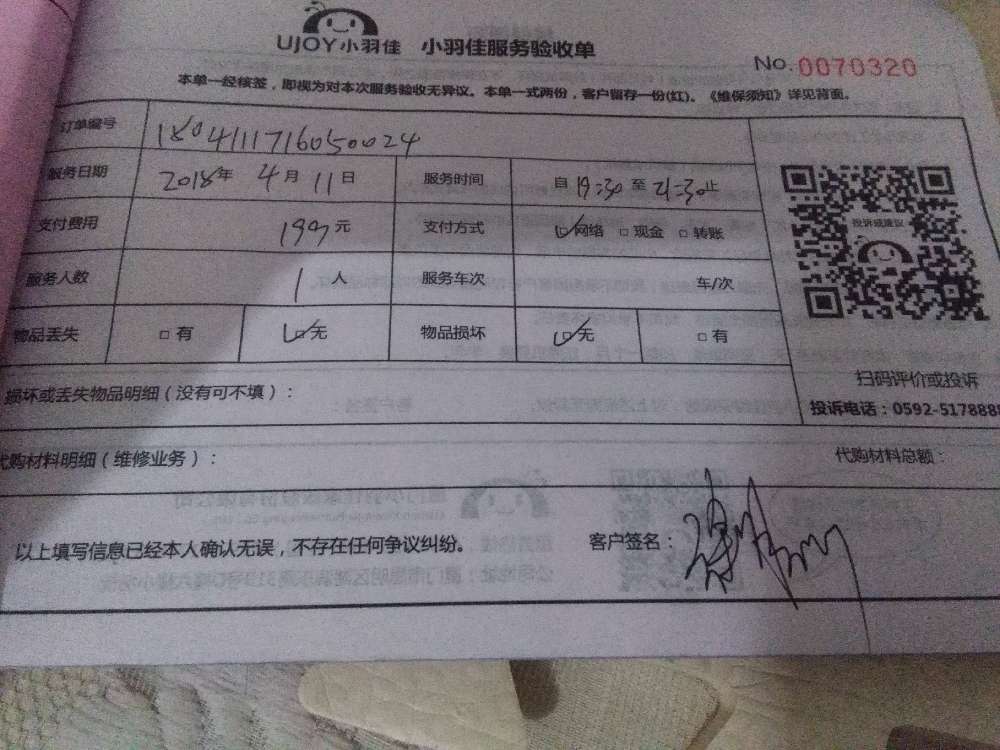 UJOY小羽佳 小羽佳服务验收单
No.0070320
本单一经核签，即视为对本次服务验收无异议。本单一式两份，客户留存一份(红)。《维保须知》详见背面。
订单编号 1804111716050024
服务日期 2018年 4月 11日 服务时间 自19:30至21:30止
投诉或建议
支付费用 199元 支付方式 ☑网络 □现金 □转账
服务人数 1人 服务车次 车/次
物品丢失 □有 ☑无 物品损坏 ☑无 □有
扫码评价或投诉
损坏或丢失物品明细（没有可不填）：
投诉电话：0592-5178888
代购材料明细（维修业务）： 代购材料总额：
以上填写信息已经本人确认无误，不存在任何争议纠纷。 客户签名：